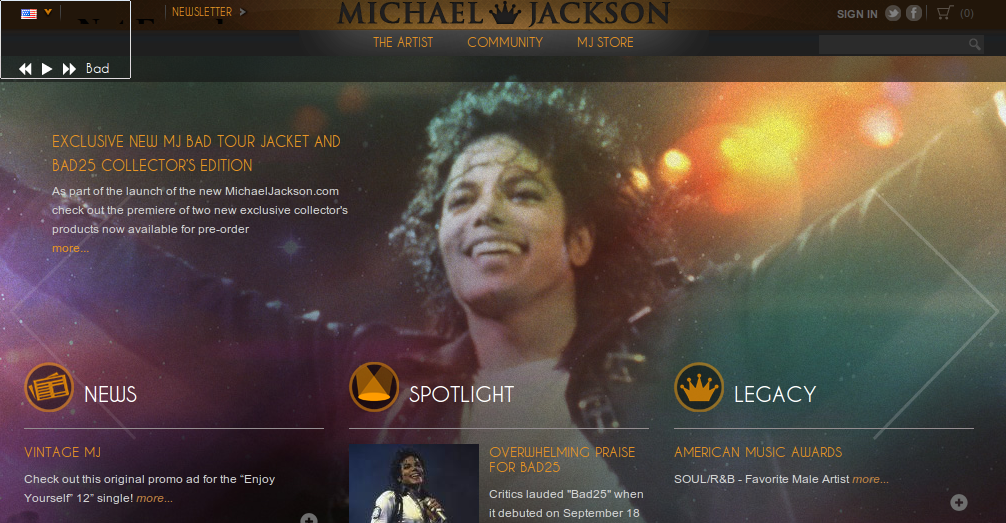 NEWSLETTER
MICHAEL JACKSON
SIGN IN
(0)
THE ARTIST COMMUNITY MJ STORE
Bad
EXCLUSIVE NEW MJ BAD TOUR JACKET AND
BAD25 COLLECTOR'S EDITION
As part of the launch of the new MichaelJackson.com
check out the premiere of two new exclusive collector's
products now available for pre-order
more...
NEWS
VINTAGE MJ
Check out this original promo ad for the “Enjoy
Yourself” 12” single! more...
SPOTLIGHT
OVERWHELMING PRAISE
FOR BAD25
Critics lauded "Bad25" when
it debuted on September 18
LEGACY
AMERICAN MUSIC AWARDS
SOUL/R&B - Favorite Male Artist more...